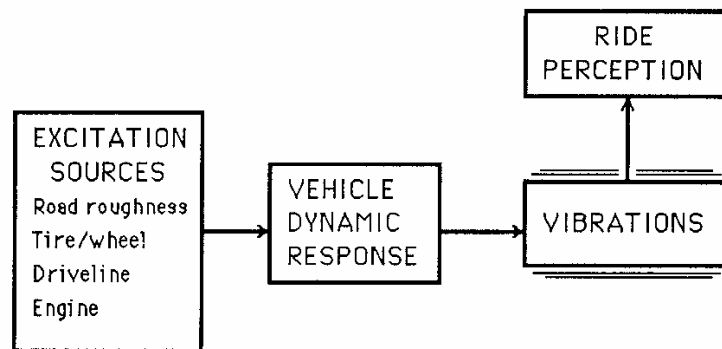 RIDE
PERCEPTION
EXCITATION
SOURCES
Road roughness
Tire/wheel
Driveline
Engine
VEHICLE
DYNAMIC
RESPONSE
VIBRATIONS